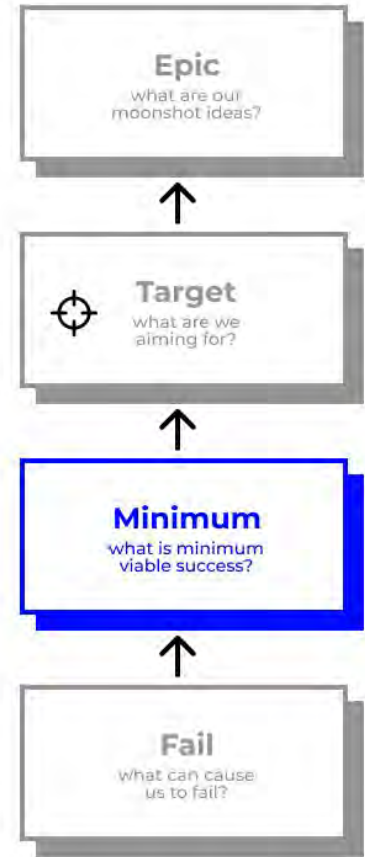 Epic
what are our
moonshot ideas?
Target
what are we
aiming for?
Minimum
what is minimum
viable success?
Fail
what can cause
us to fail?